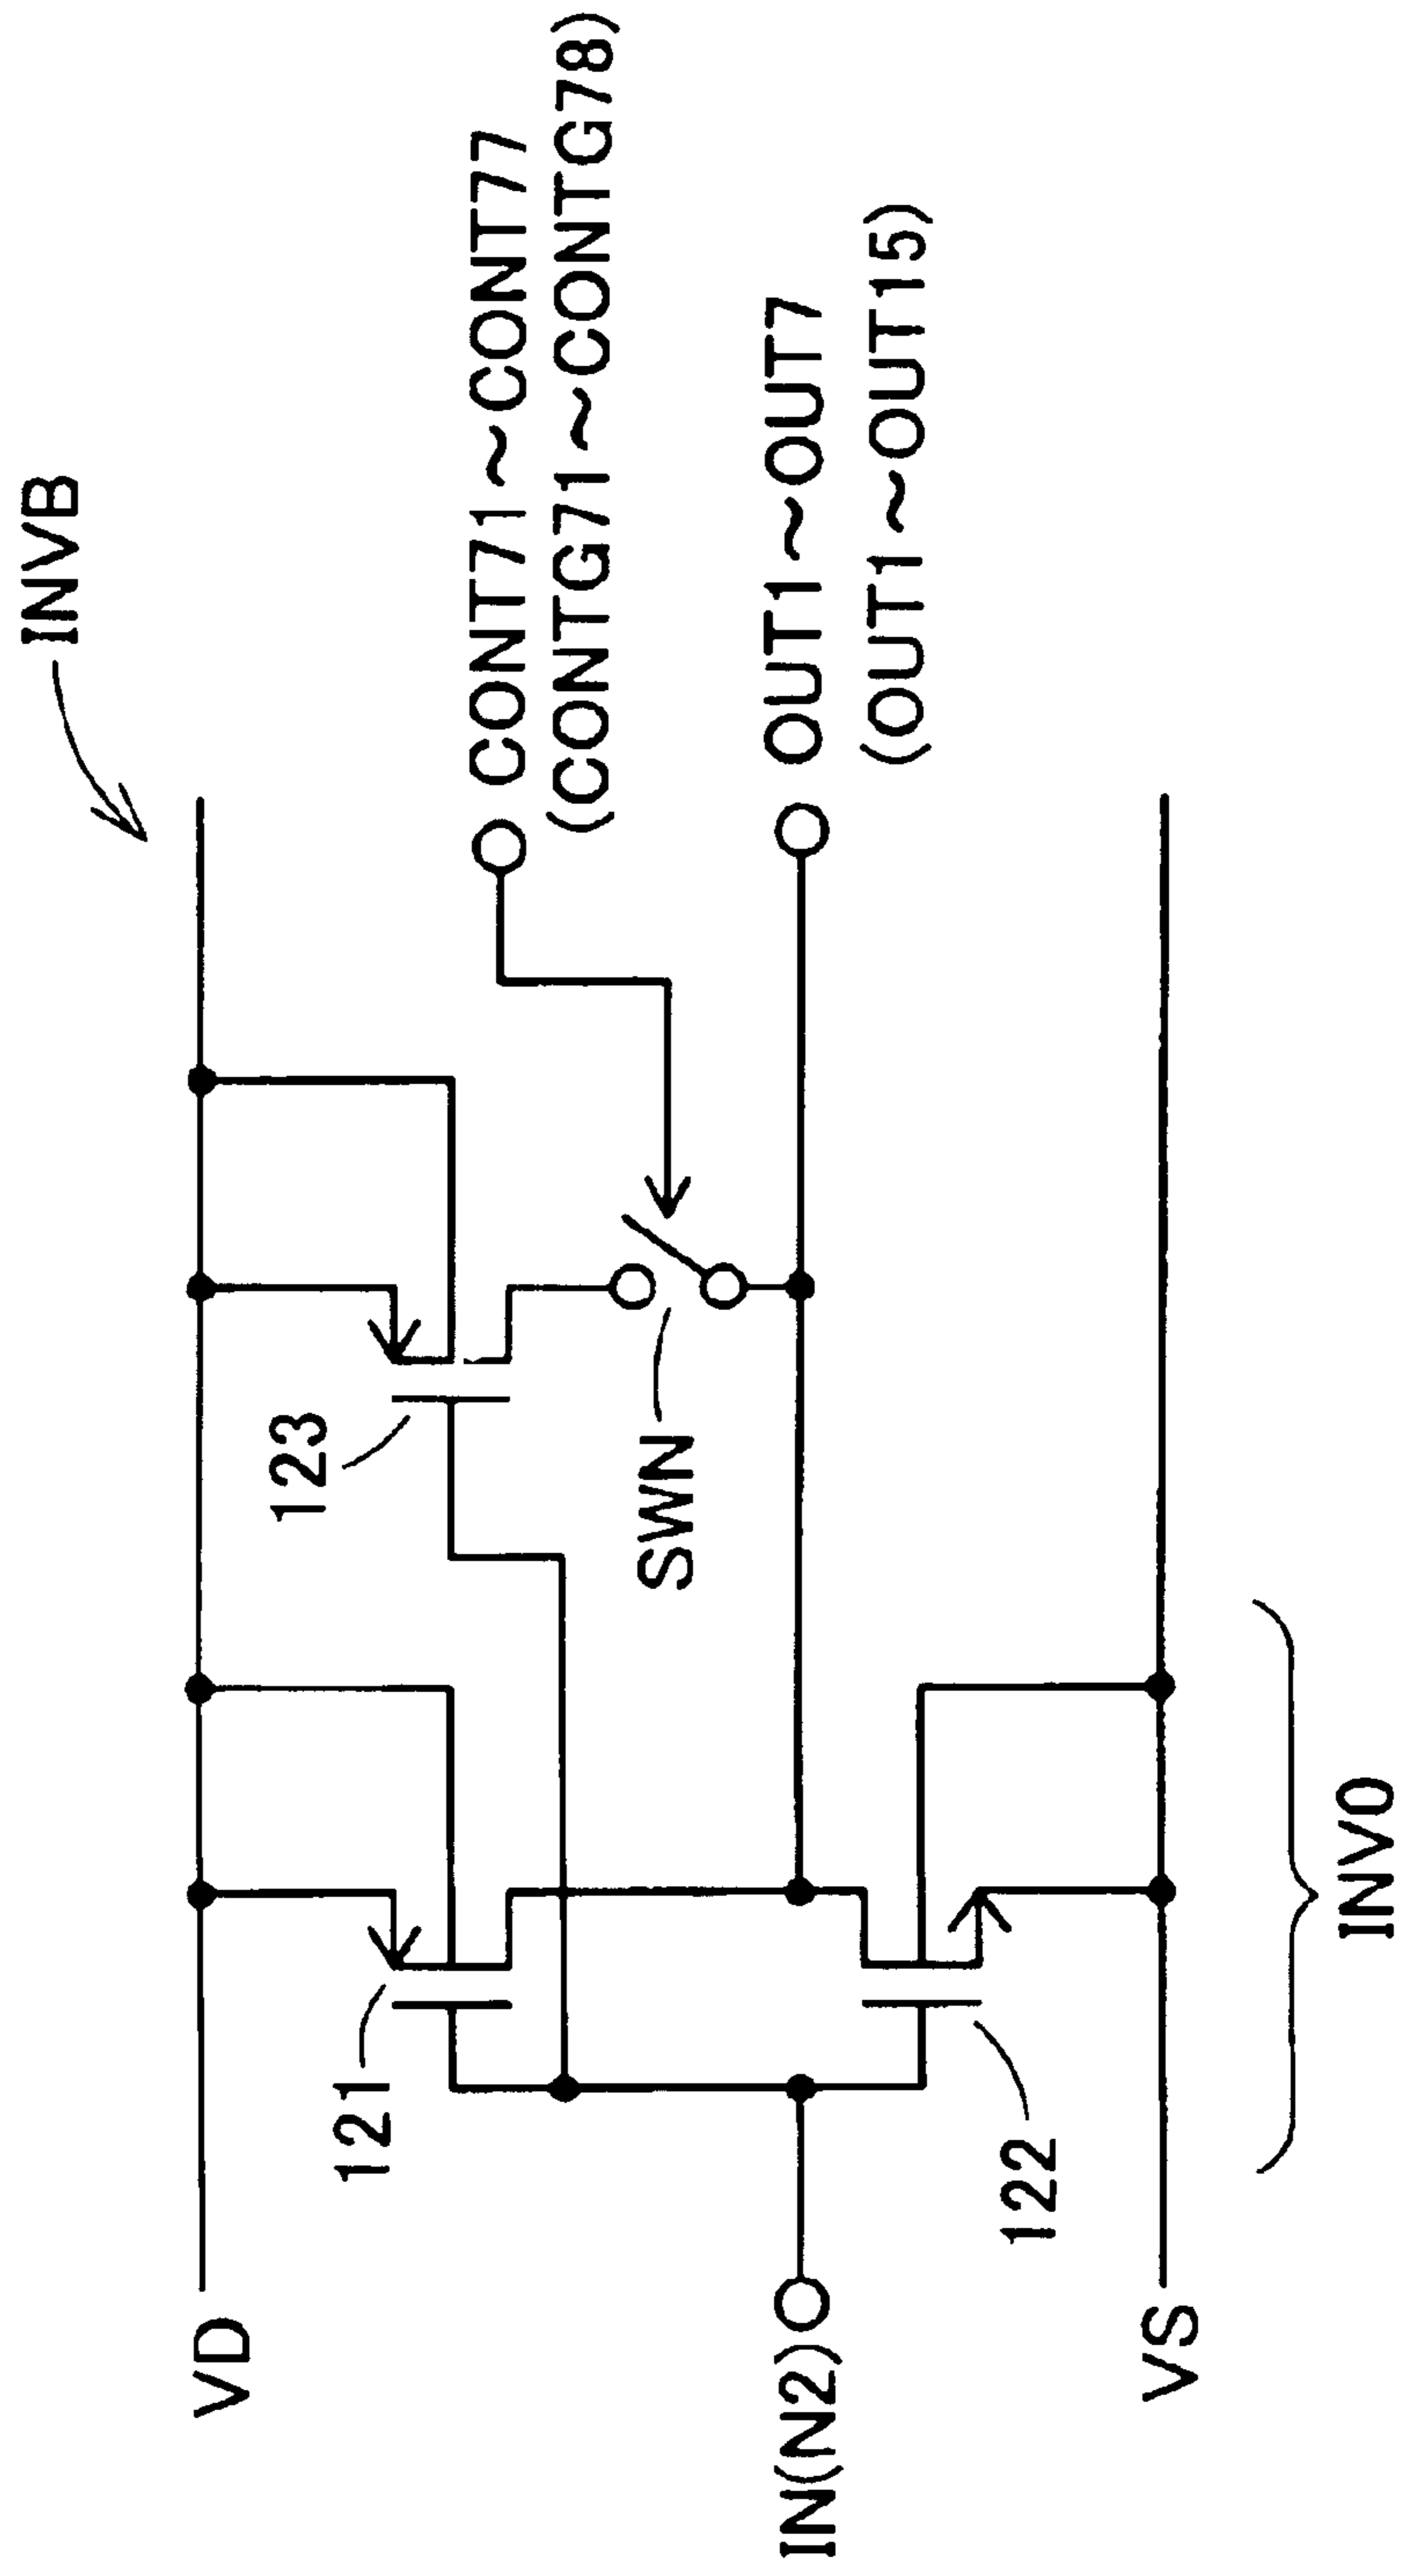 INVB
VD
123
CONT71~CONT77
(CONTG71~CONTG78)
121
SWN
IN(N2)
OUT1~OUT7
(OUT1~OUT15)
122
VS
INV0